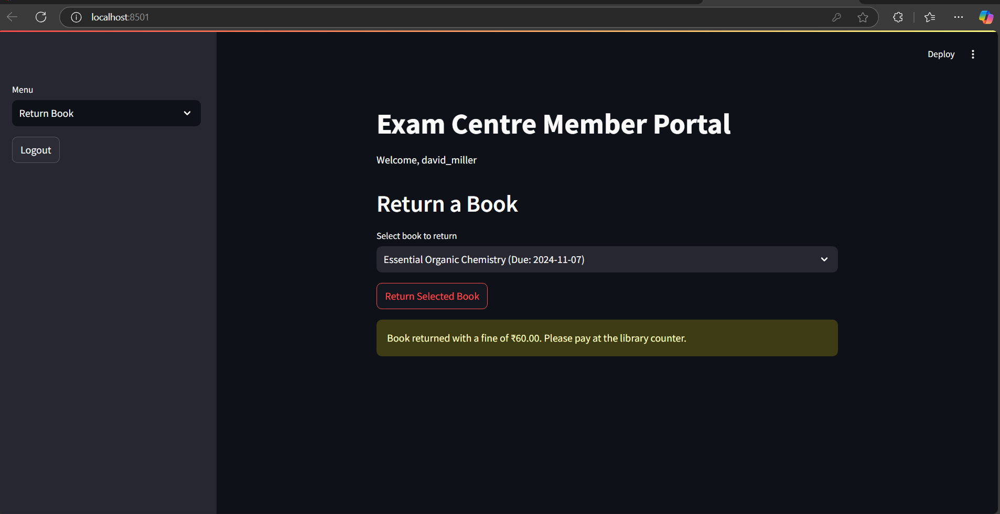 localhost:8501
Deploy
Menu
Return Book
Logout
Exam Centre Member Portal
Welcome, david_miller
Return a Book
Select book to return
Essential Organic Chemistry (Due: 2024-11-07)
Return Selected Book
Book returned with a fine of ₹60.00. Please pay at the library counter.